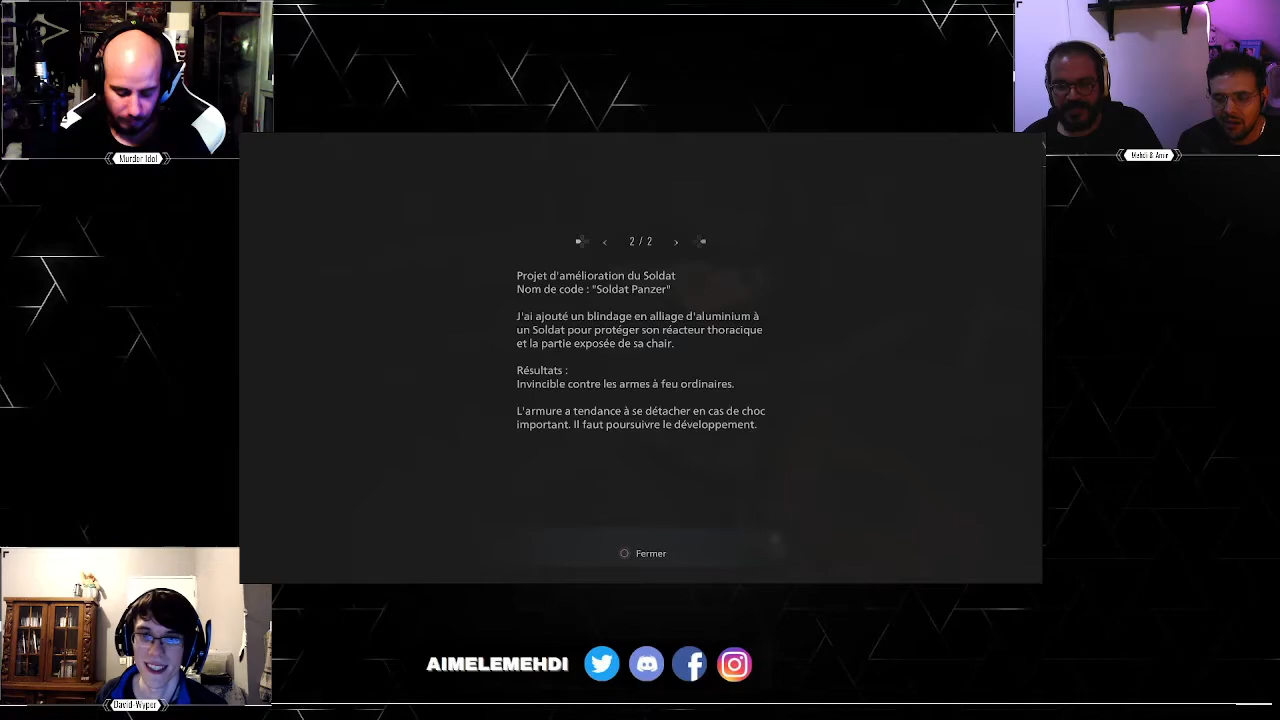 Murder Idol
Mehdi & Amir
2 / 2
Projet d'amélioration du Soldat
Nom de code : "Soldat Panzer"
J'ai ajouté un blindage en alliage d'aluminium à
un Soldat pour protéger son réacteur thoracique
et la partie exposée de sa chair.
Résultats :
Invincible contre les armes à feu ordinaires.
L'armure a tendance à se détacher en cas de choc
important. Il faut poursuivre le développement.
Fermer
AIMELEMEHDI
David-Wyper